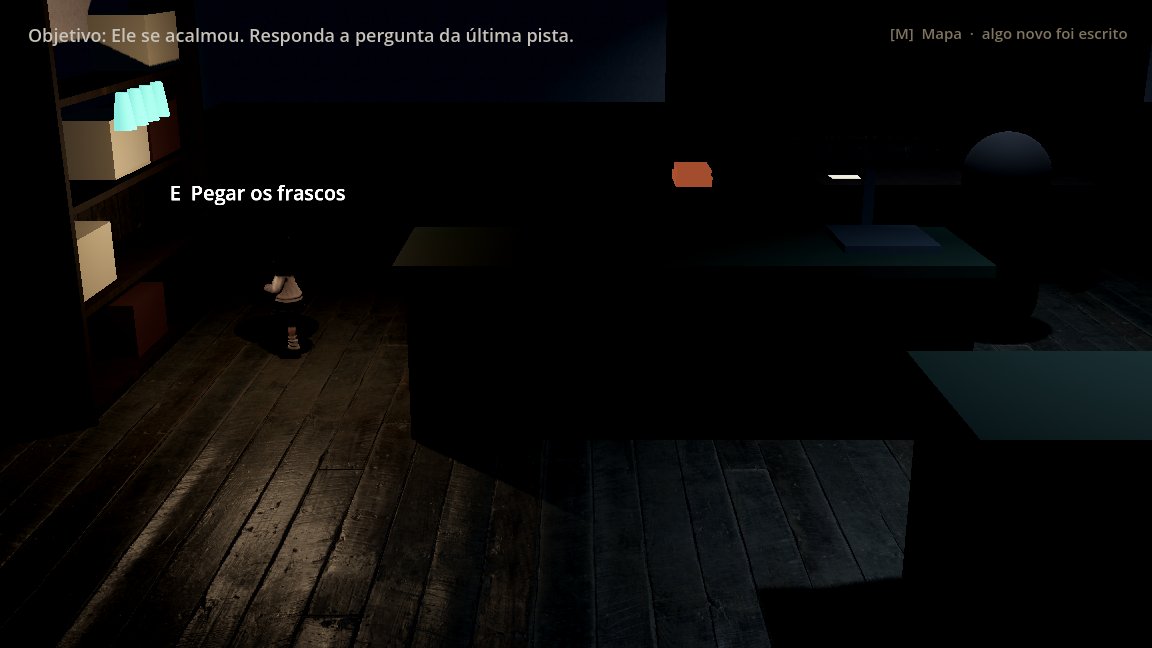 Objetivo: Ele se acalmou. Responda a pergunta da última pista.
[M] Mapa · algo novo foi escrito
E Pegar os frascos